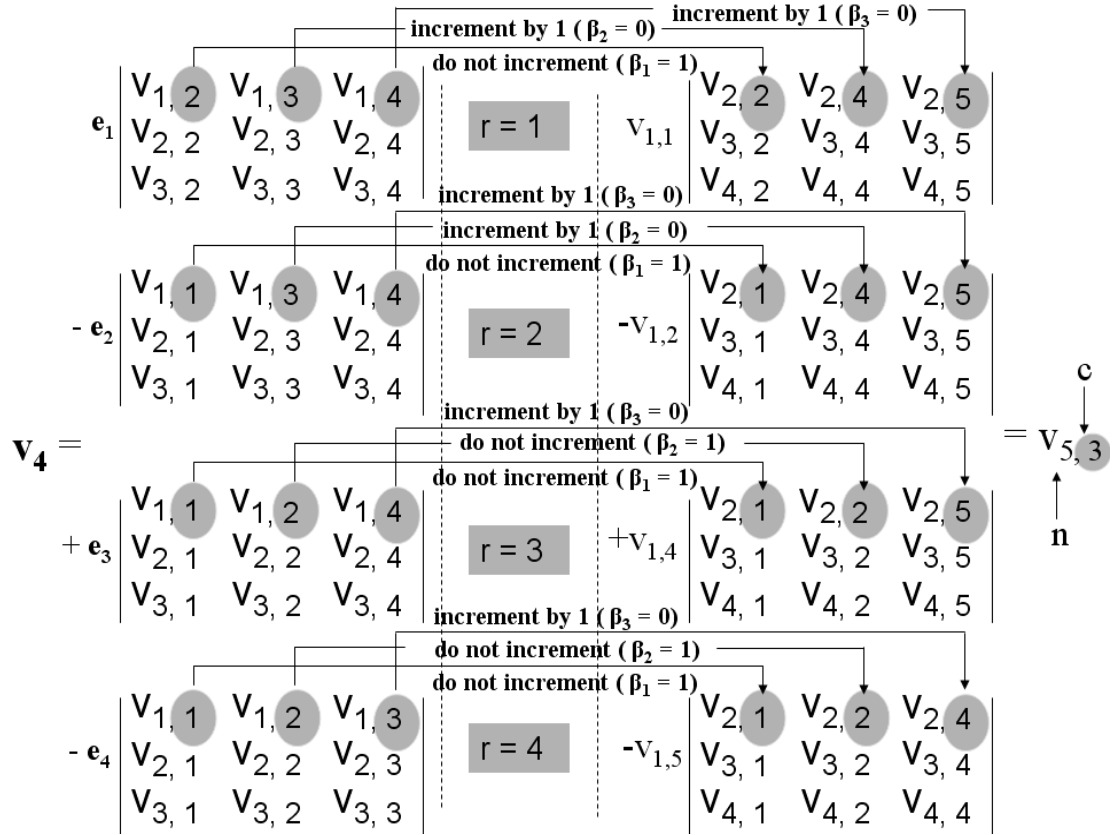 increment by 1 ( β3 = 0)
increment by 1 ( β2 = 0)
do not increment ( β1 = 1)
e1 | V1, 2 V1, 3 V1, 4 | r = 1 V1,1 | V2, 2 V2, 4 V2, 5 |
V2, 2 V2, 3 V2, 4 V3, 2 V3, 4 V3, 5
V3, 2 V3, 3 V3, 4 V4, 2 V4, 4 V4, 5
increment by 1 ( β3 = 0)
increment by 1 ( β2 = 0)
do not increment ( β1 = 1)
- e2 | V1, 1 V1, 3 V1, 4 | r = 2 -V1,2 | V2, 1 V2, 4 V2, 5 |
V2, 1 V2, 3 V2, 4 V3, 1 V3, 4 V3, 5
V3, 1 V3, 3 V3, 4 V4, 1 V4, 4 V4, 5
c
increment by 1 ( β3 = 0)
v4 = = V5, 3
do not increment ( β2 = 1)
do not increment ( β1 = 1)
n
+ e3 | V1, 1 V1, 2 V1, 4 | r = 3 +V1,4 | V2, 1 V2, 2 V2, 5 |
V2, 1 V2, 2 V2, 4 V3, 1 V3, 2 V3, 5
V3, 1 V3, 2 V3, 4 V4, 1 V4, 2 V4, 5
increment by 1 ( β3 = 0)
do not increment ( β2 = 1)
do not increment ( β1 = 1)
- e4 | V1, 1 V1, 2 V1, 3 | r = 4 -V1,5 | V2, 1 V2, 2 V2, 4 |
V2, 1 V2, 2 V2, 3 V3, 1 V3, 2 V3, 4
V3, 1 V3, 2 V3, 3 V4, 1 V4, 2 V4, 4